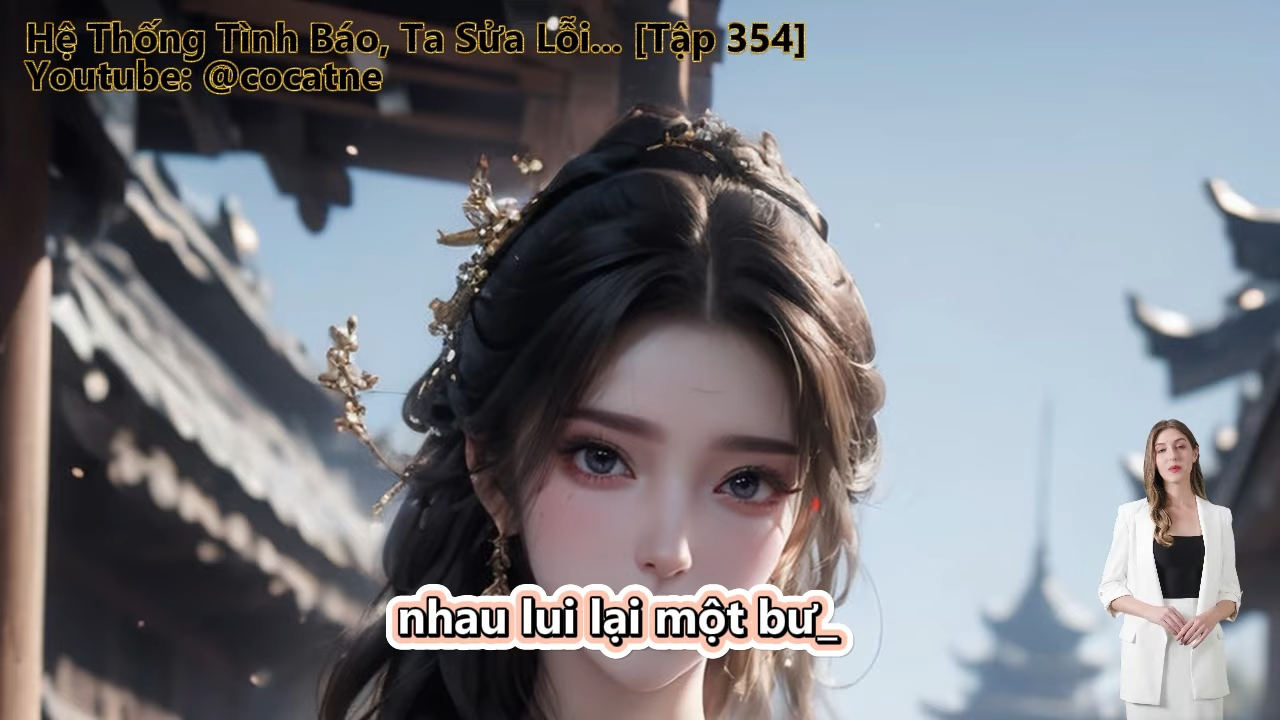 Hệ Thống Tình Báo, Ta Sửa Lỗi... [Tập 354]
Youtube: @cocatne
nhau lui lại một bư_